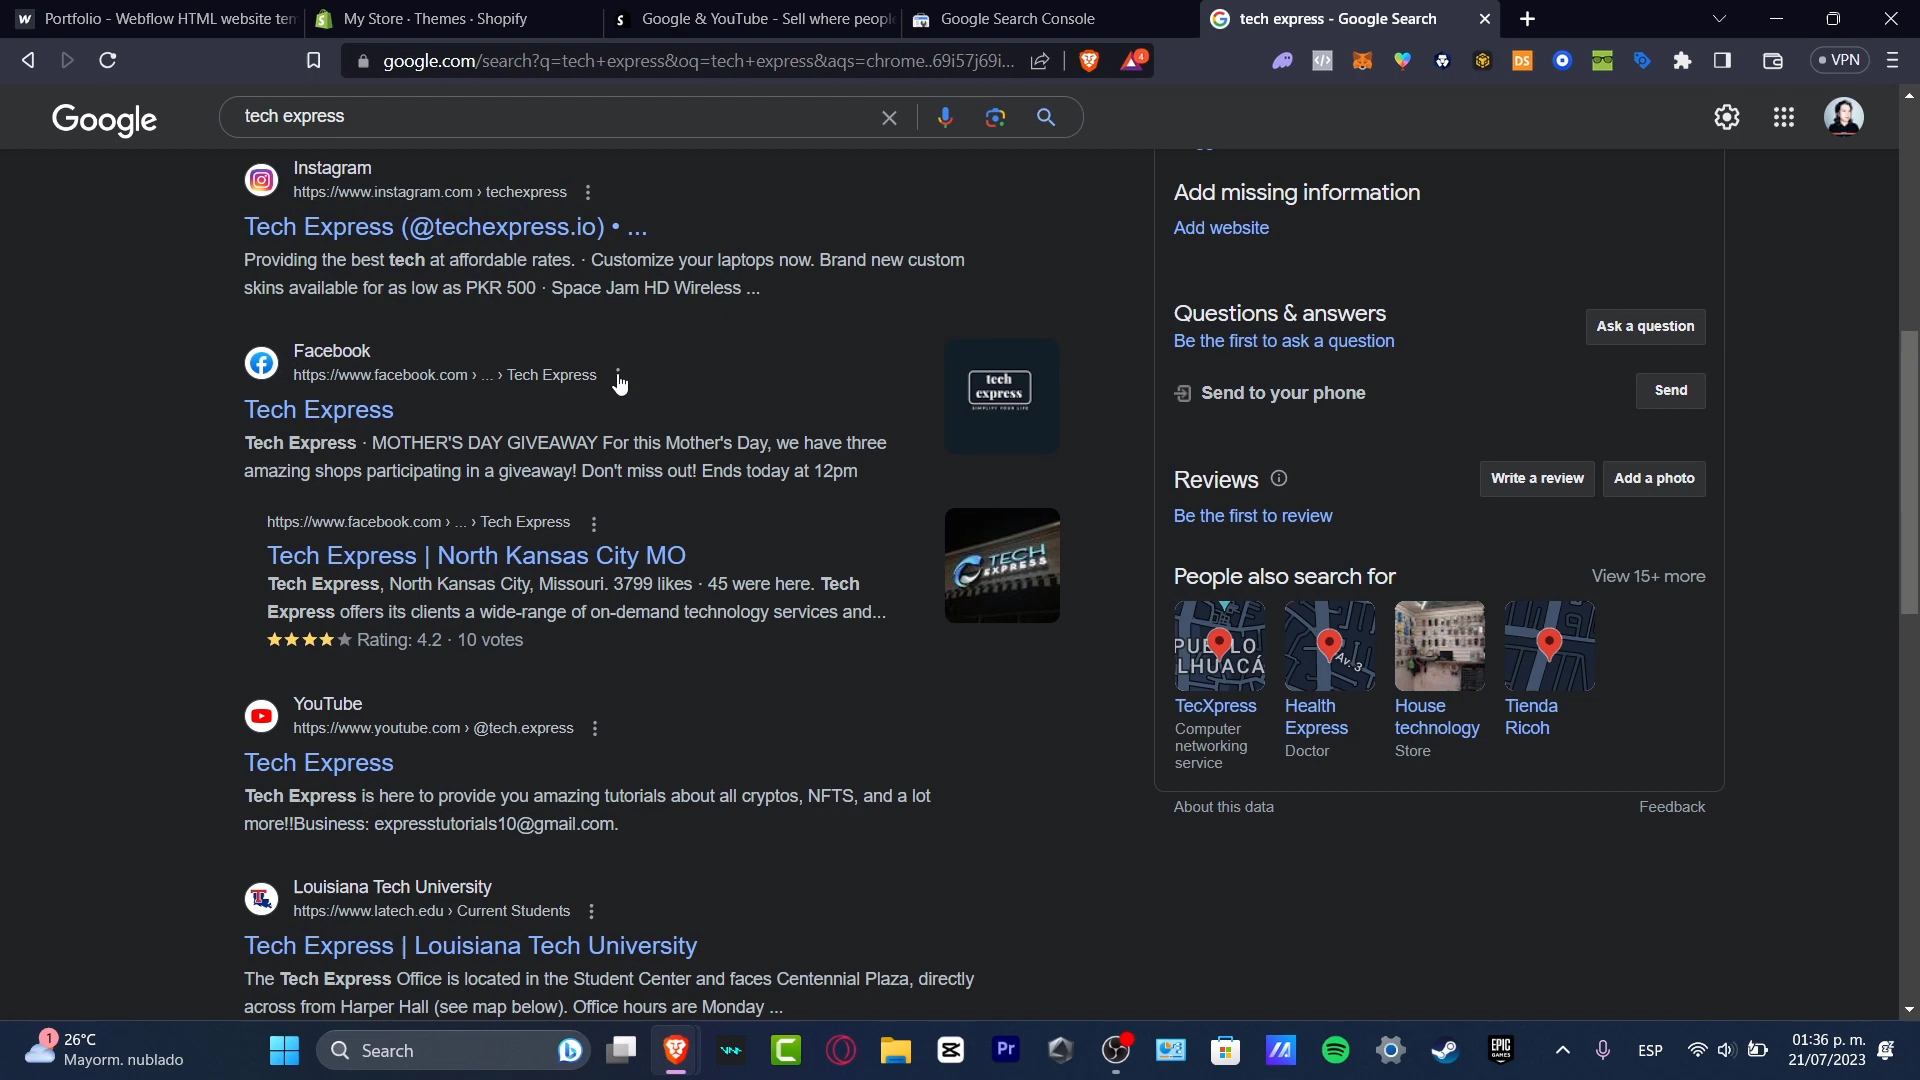 Portfolio - Webflow HTML website ten
My Store · Themes · Shopify
Google & YouTube - Sell where people
Google Search Console
tech express - Google Search
google.com/search?q=tech+express&oq=tech+express&aqs=chrome..69i57j69i...
4
DS
VPN
Google
tech express
Instagram
https://www.instagram.com › techexpress
Tech Express (@techexpress.io) • ...
Providing the best tech at affordable rates. · Customize your laptops now. Brand new custom
skins available for as low as PKR 500 · Space Jam HD Wireless ...
Facebook
https://www.facebook.com › ... › Tech Express
Tech Express
Tech Express · MOTHER'S DAY GIVEAWAY For this Mother's Day, we have three
amazing shops participating in a giveaway! Don't miss out! Ends today at 12pm
tech
express
SIMPLIFY YOUR LIFE
https://www.facebook.com › ... › Tech Express
Tech Express | North Kansas City MO
Tech Express, North Kansas City, Missouri. 3799 likes · 45 were here. Tech
Express offers its clients a wide-range of on-demand technology services and...
Rating: 4.2 · 10 votes
TECH
EXPRESS
YouTube
https://www.youtube.com › @tech.express
Tech Express
Tech Express is here to provide you amazing tutorials about all cryptos, NFTS, and a lot
more!!Business: expresstutorials10@gmail.com.
Louisiana Tech University
https://www.latech.edu › Current Students
Tech Express | Louisiana Tech University
The Tech Express Office is located in the Student Center and faces Centennial Plaza, directly
across from Harper Hall (see map below). Office hours are Monday ...
Add missing information
Add website
Questions & answers
Be the first to ask a question
Ask a question
Send to your phone
Send
Reviews
Write a review
Add a photo
Be the first to review
People also search for
View 15+ more
PUEBLO
LHUACÁ
Av. 3
TecXpress
Computer
networking
service
Health
Express
Doctor
House
technology
Store
Tienda
Ricoh
About this data
Feedback
1
26°C
Mayorm. nublado
Search
Pr
EPIC
GAMES
ESP
01:36 p. m.
21/07/2023